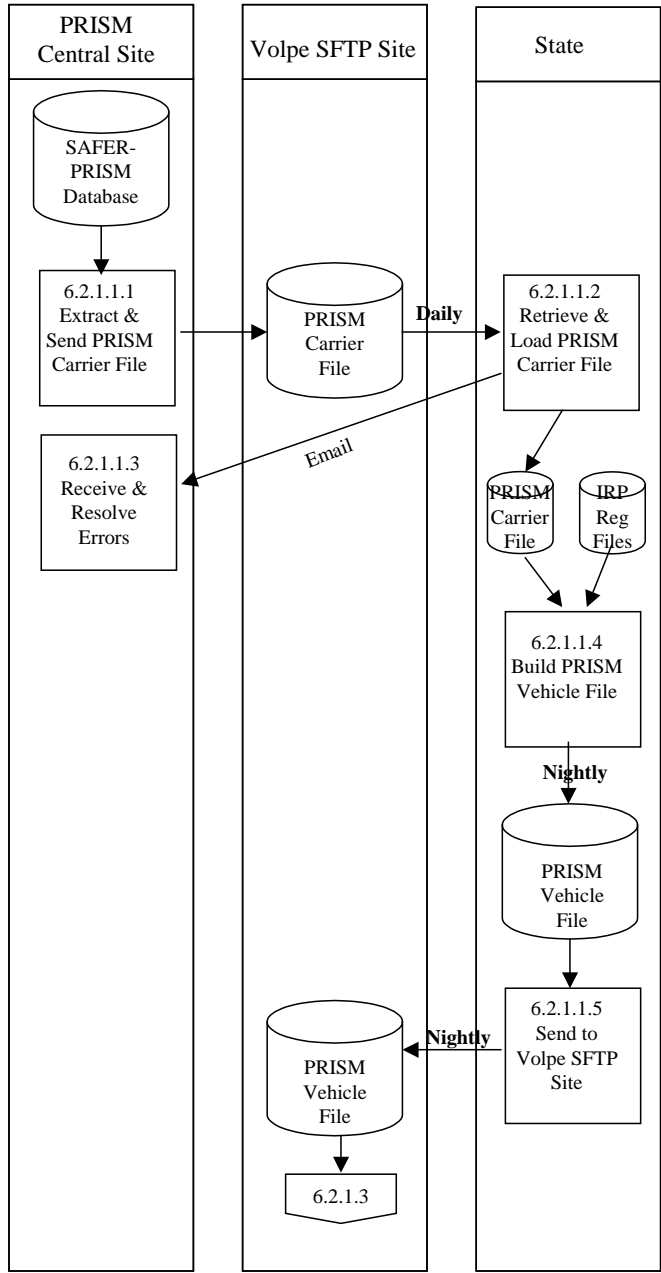 PRISM
Central Site
Volpe SFTP Site
State
SAFER-
PRISM
Database
6.2.1.1.1
Extract &
Send PRISM
Carrier File
PRISM
Carrier
File
Daily
6.2.1.1.2
Retrieve &
Load PRISM
Carrier File
Email
6.2.1.1.3
Receive &
Resolve
Errors
PRISM
Carrier
File
IRP
Reg
Files
6.2.1.1.4
Build PRISM
Vehicle File
Nightly
PRISM
Vehicle
File
6.2.1.1.5
Send to
Volpe SFTP
Site
Nightly
PRISM
Vehicle
File
6.2.1.3